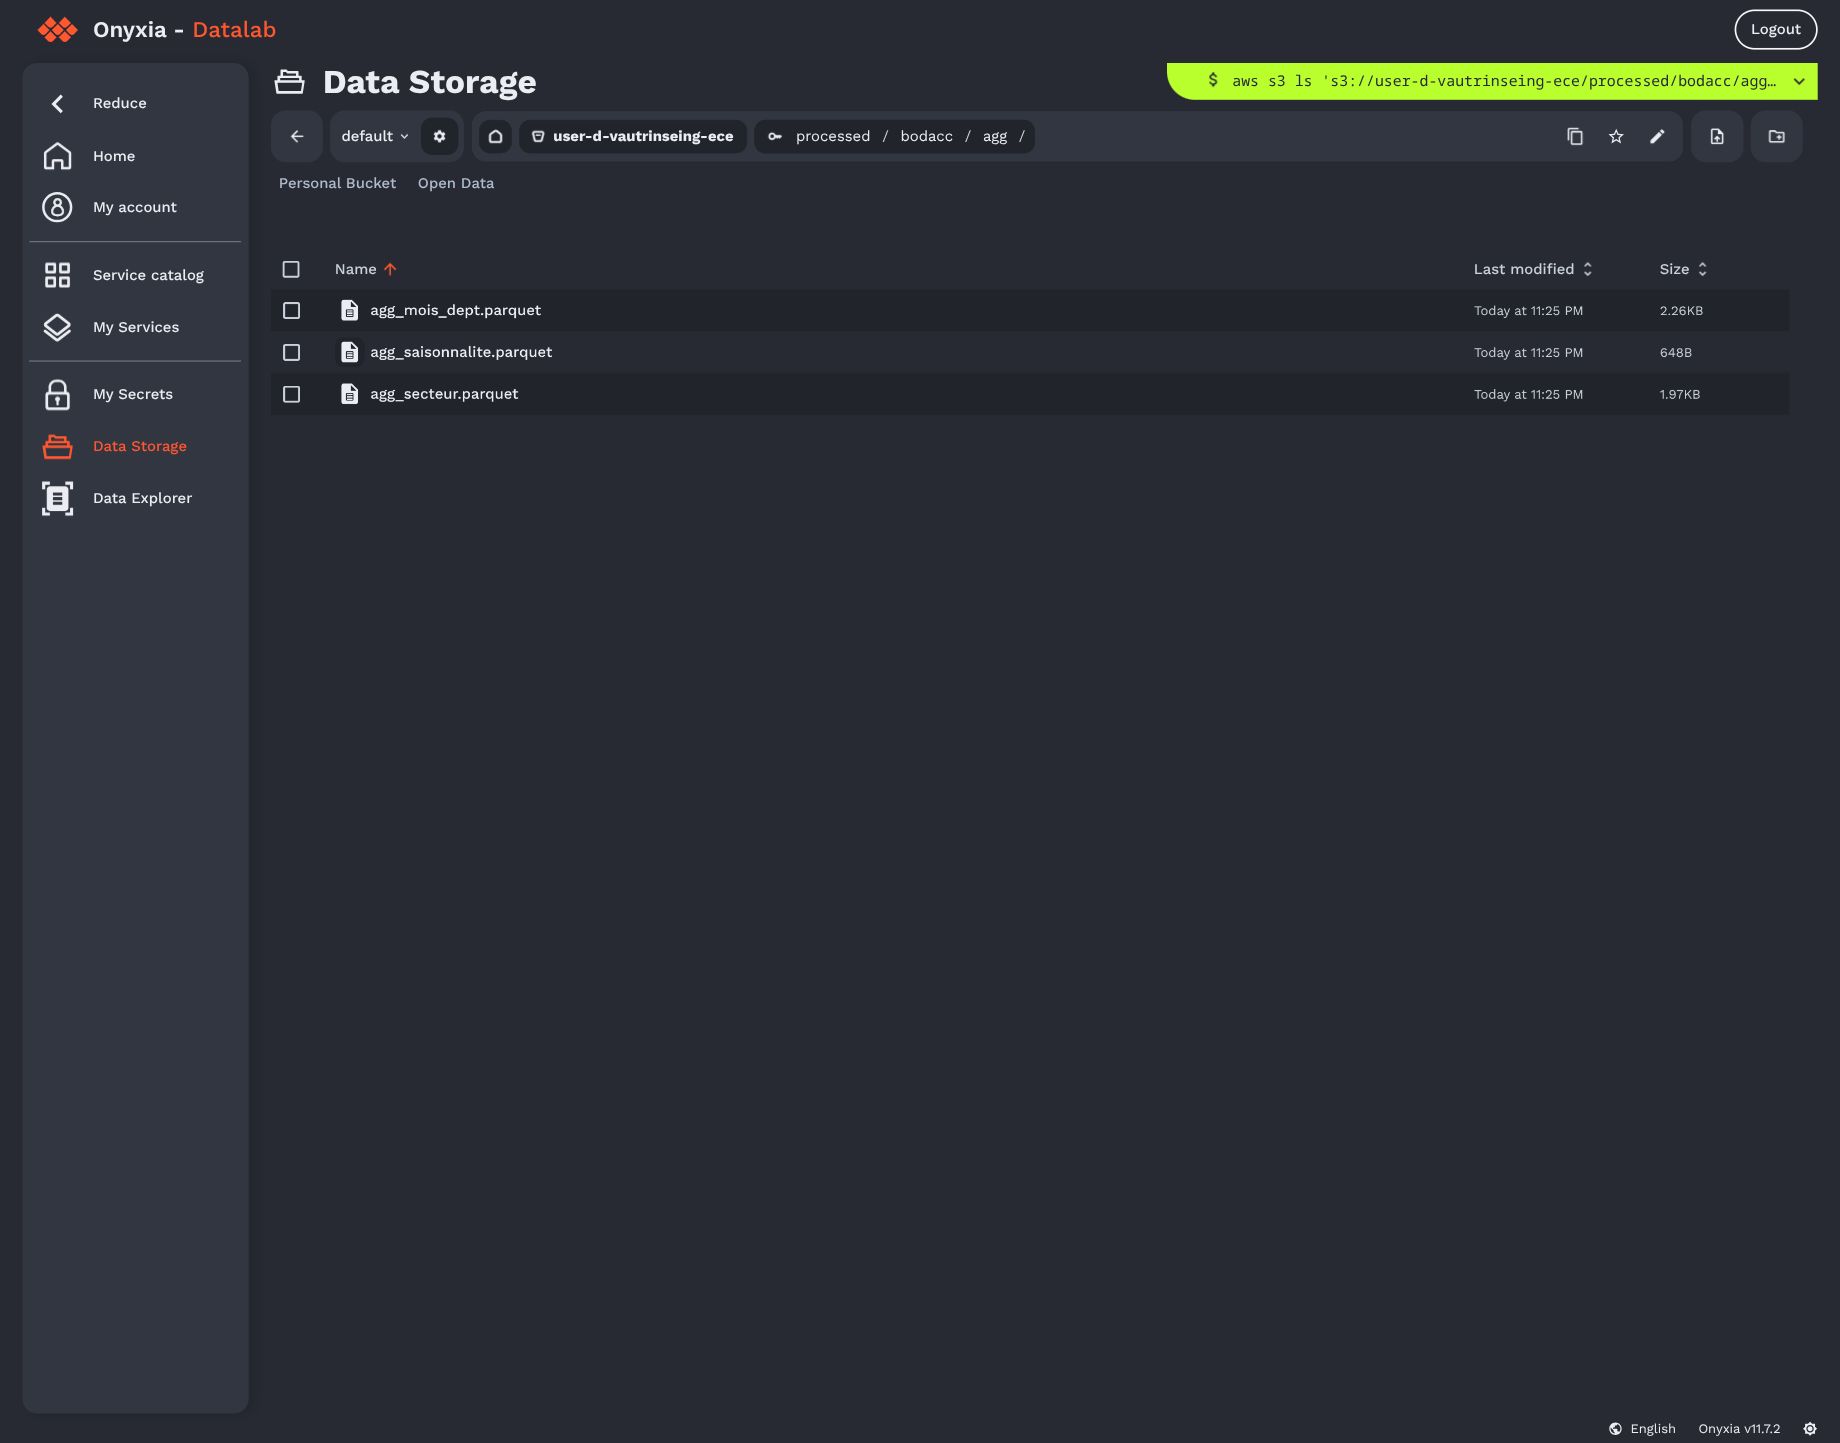 Onyxia - Datalab
Logout
Reduce
Home
My account
Service catalog
My Services
My Secrets
Data Storage
Data Explorer
Data Storage
$ aws s3 ls 's3://user-d-vautrinseing-ece/processed/bodacc/agg…
default
user-d-vautrinseing-ece
processed / bodacc / agg /
Personal Bucket Open Data
Name Last modified Size
agg_mois_dept.parquet Today at 11:25 PM 2.26KB
agg_saisonnalite.parquet Today at 11:25 PM 648B
agg_secteur.parquet Today at 11:25 PM 1.97KB
English Onyxia v11.7.2